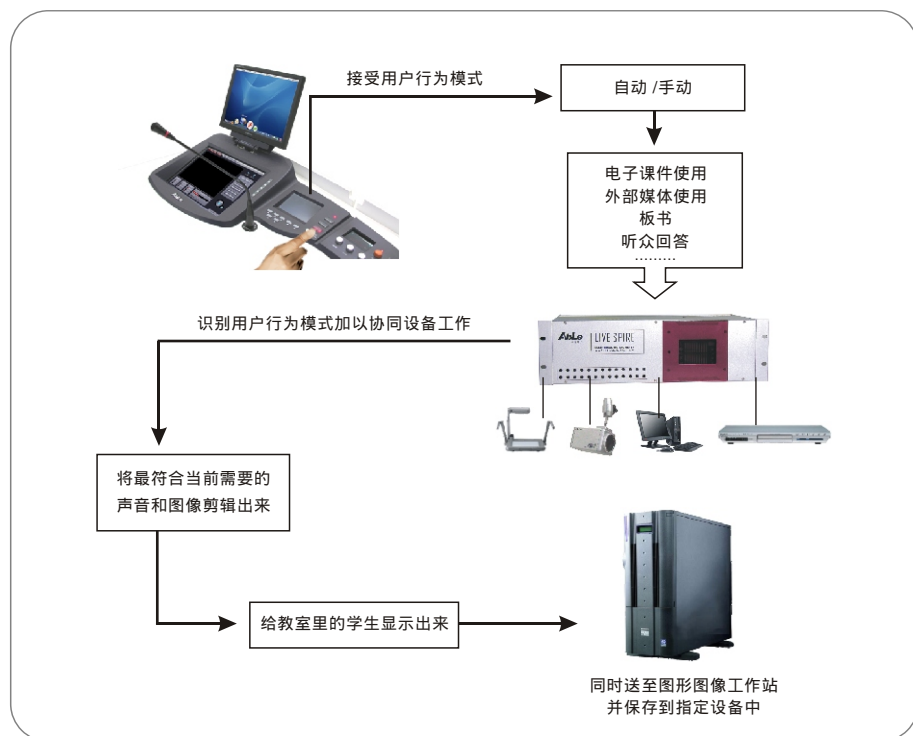 接受用户行为模式
自动 /手动
电子课件使用
外部媒体使用
板书
听众回答
.........
识别用户行为模式加以协同设备工作
AbLe
LIVE SPIRE
将最符合当前需要的
声音和图像剪辑出来
给教室里的学生显示出来
同时送至图形图像工作站
并保存到指定设备中